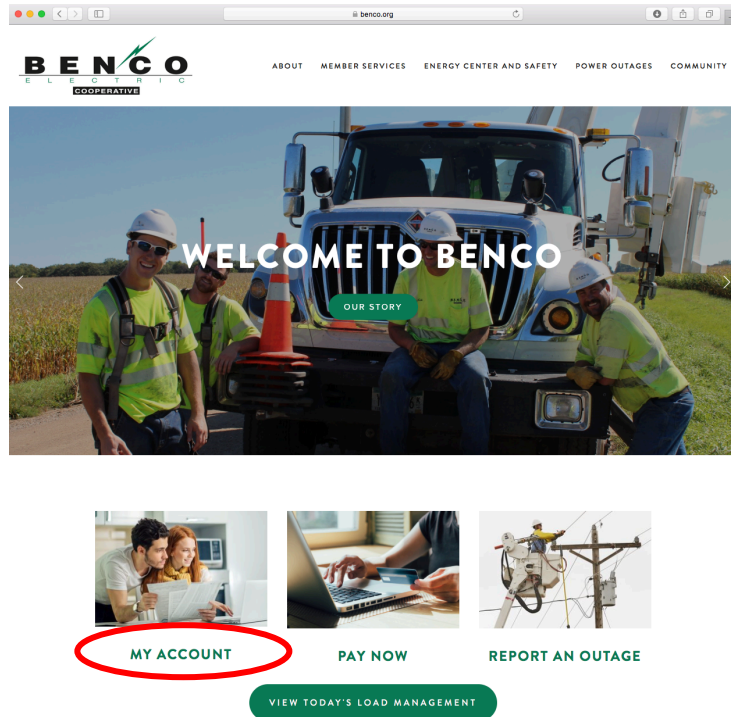 benco.org
BENCO
ELECTRIC
COOPERATIVE
ABOUT MEMBER SERVICES ENERGY CENTER AND SAFETY POWER OUTAGES COMMUNITY
WELCOME TO BENCO
OUR STORY
MY ACCOUNT PAY NOW REPORT AN OUTAGE
VIEW TODAY'S LOAD MANAGEMENT